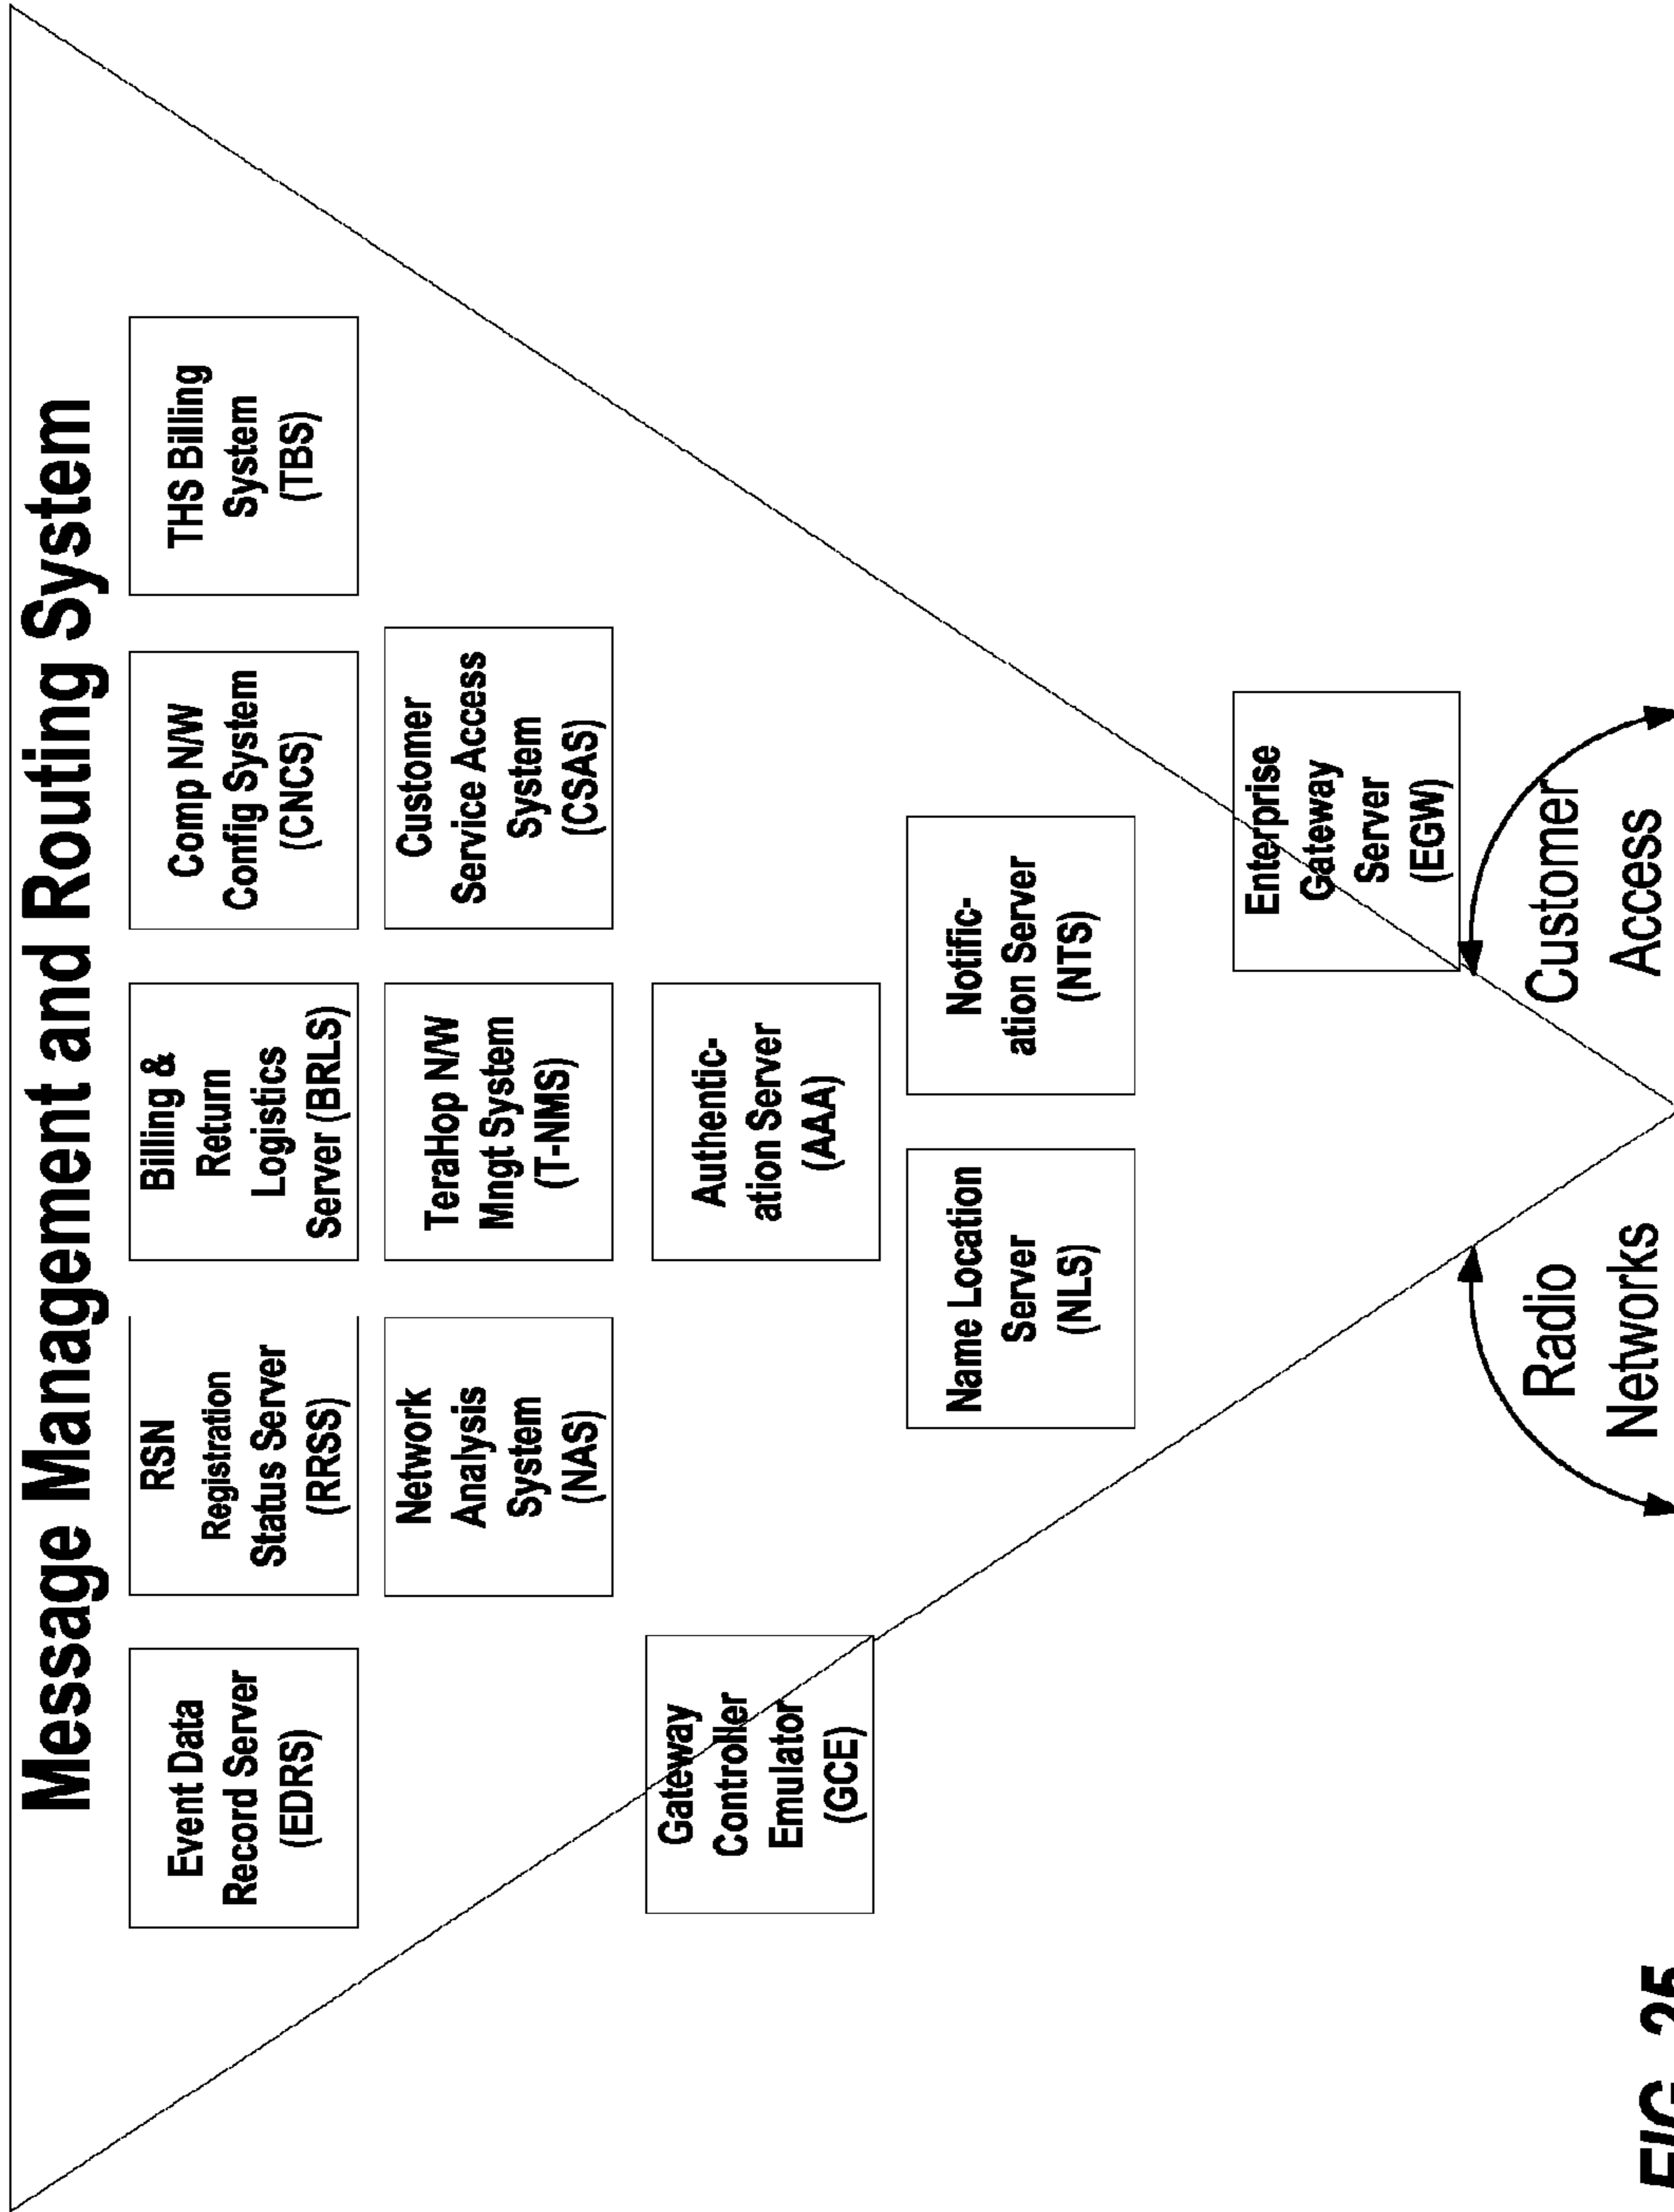 Message Management and Routing System
Event Data
Record Server
(EDRS)
RSN
Registration
Status Server
(RRSS)
Billing &
Return
Logistics
Server (BRLS)
Comp N/W
Config System
(CNCS)
THS Billing
System
(TBS)
Network
Analysis
System
(NAS)
TeraHop N/W
Mngt System
(T-NMS)
Customer
Service Access
System
(CSAS)
Gateway
Controller
Emulator
(GCE)
Authentic-
ation Server
(AAA)
Name Location
Server
(NLS)
Notific-
ation Server
(NTS)
Enterprise
Gateway
Server
(EGW)
Radio
Networks
Customer
Access
FIG. 25